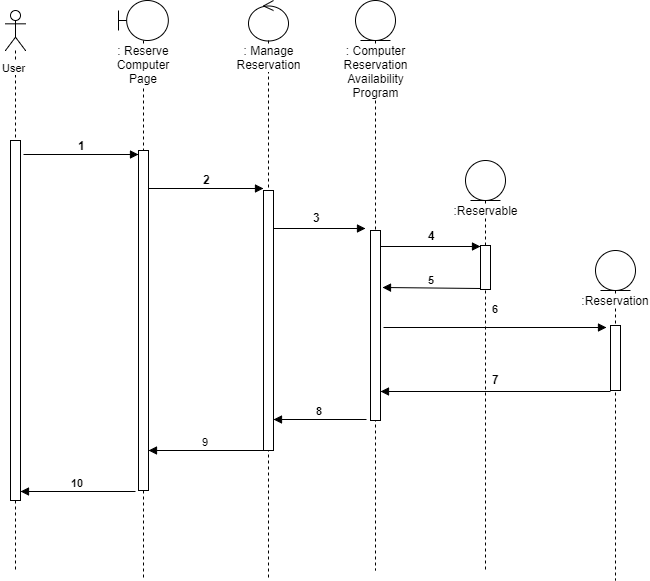 User
: Reserve
Computer
Page
: Manage
Reservation
: Computer
Reservation
Availability
Program
:Reservable
:Reservation
1
2
3
4
5
6
7
8
9
10